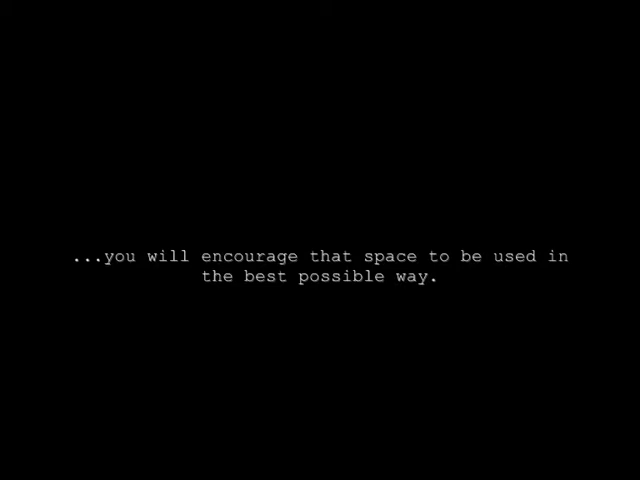 ...you will encourage that space to be used in
the best possible way.